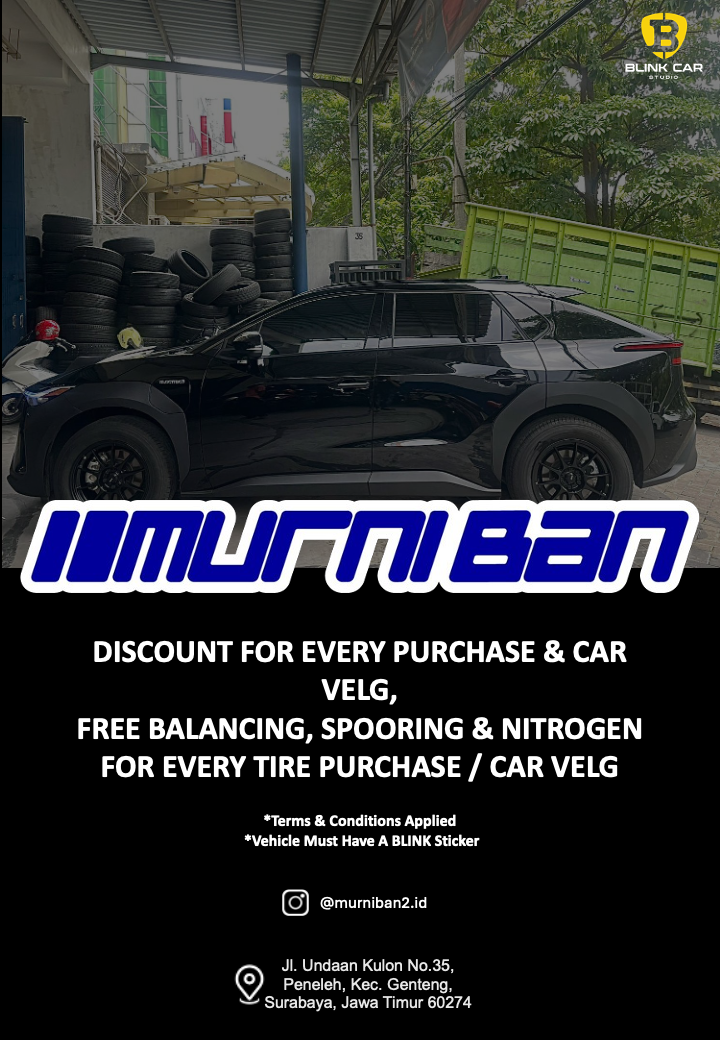 BLINK CAR
STUDIO
murni Ban
DISCOUNT FOR EVERY PURCHASE & CAR
VELG,
FREE BALANCING, SPOORING & NITROGEN
FOR EVERY TIRE PURCHASE / CAR VELG
*Terms & Conditions Applied
*Vehicle Must Have A BLINK Sticker
@murniban2.id
Jl. Undaan Kulon No.35,
Peneleh, Kec. Genteng,
Surabaya, Jawa Timur 60274